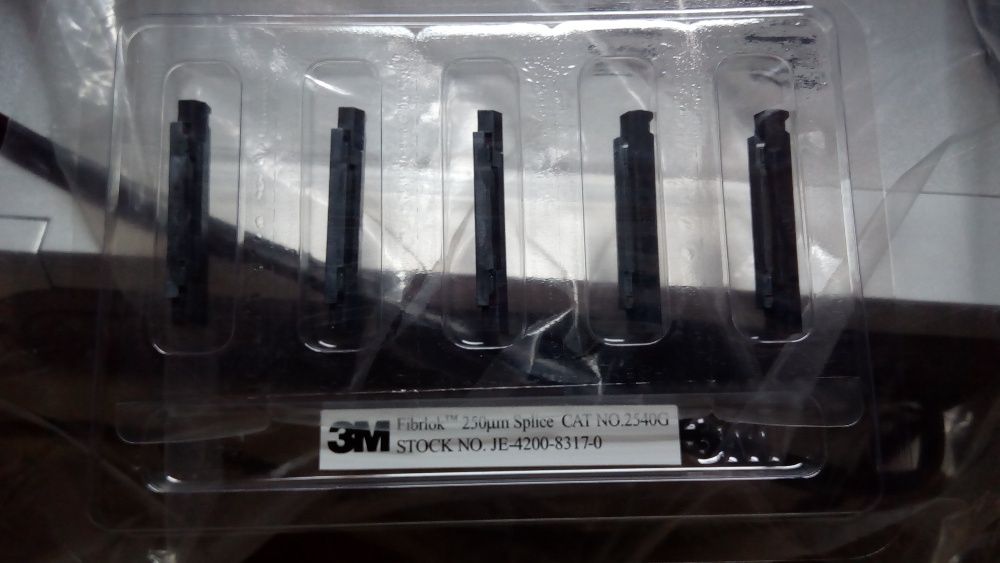 3M Fibrlok™ 250µm Splice CAT NO.2540G
STOCK NO. JE-4200-8317-0